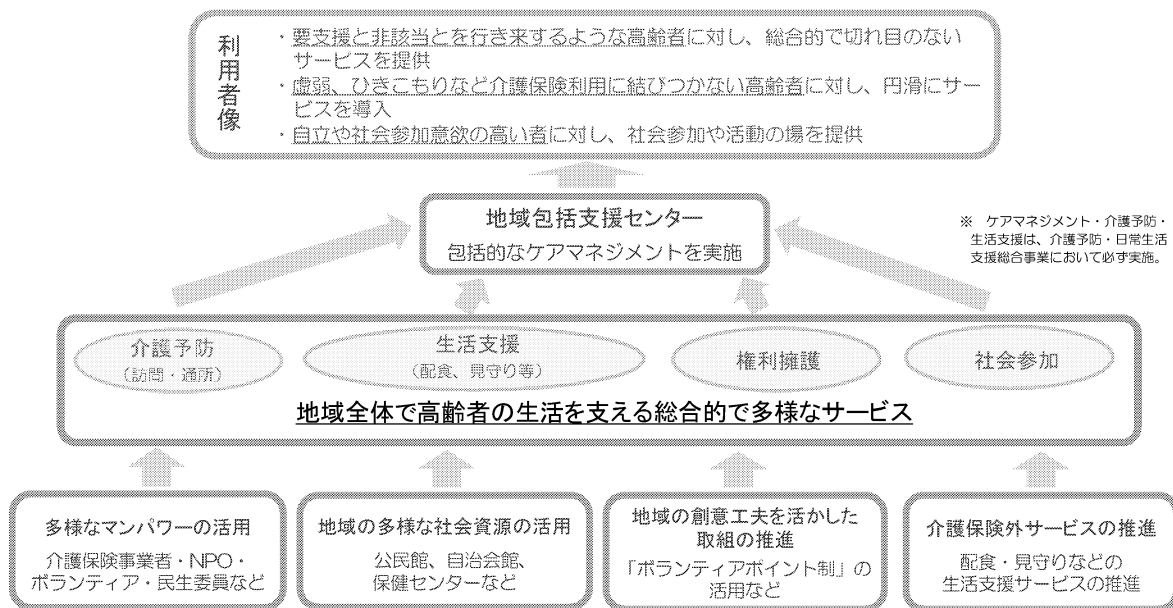 利用者像
・要支援と非該当とを行き来するような高齢者に対し、総合的で切れ目のない
サービスを提供
・虚弱、ひきこもりなど介護保険利用に結びつかない高齢者に対し、円滑にサー
ビスを導入
・自立や社会参加意欲の高い者に対し、社会参加や活動の場を提供
地域包括支援センター
包括的なケアマネジメントを実施
※ ケアマネジメント・介護予防・
生活支援は、介護予防・日常生活
支援総合事業において必ず実施。
介護予防
（訪問・通所）
生活支援
（配食、見守り等）
権利擁護
社会参加
地域全体で高齢者の生活を支える総合的で多様なサービス
多様なマンパワーの活用
介護保険事業者・NPO・
ボランティア・民生委員など
地域の多様な社会資源の活用
公民館、自治会館、
保健センターなど
地域の創意工夫を活かした
取組の推進
「ボランティアポイント制」の
活用など
介護保険外サービスの推進
配食・見守りなどの
生活支援サービスの推進